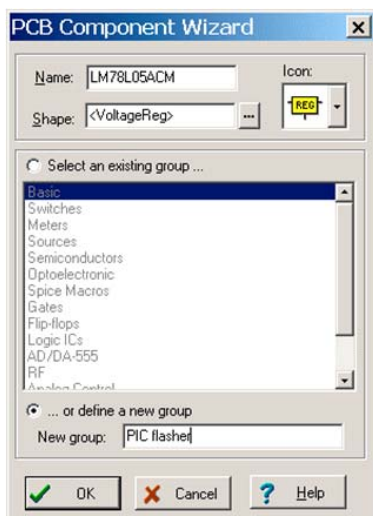 PCB Component Wizard
Name: LM78L05ACM
Icon:
REG
Shape: <VoltageReg> ...
Select an existing group ...
Basic
Switches
Meters
Sources
Semiconductors
Optoelectronic
Spice Macros
Gates
Flip-flops
Logic ICs
AD/DA-555
RF
Analog Control
... or define a new group
New group: PIC flasher
OK Cancel ? Help